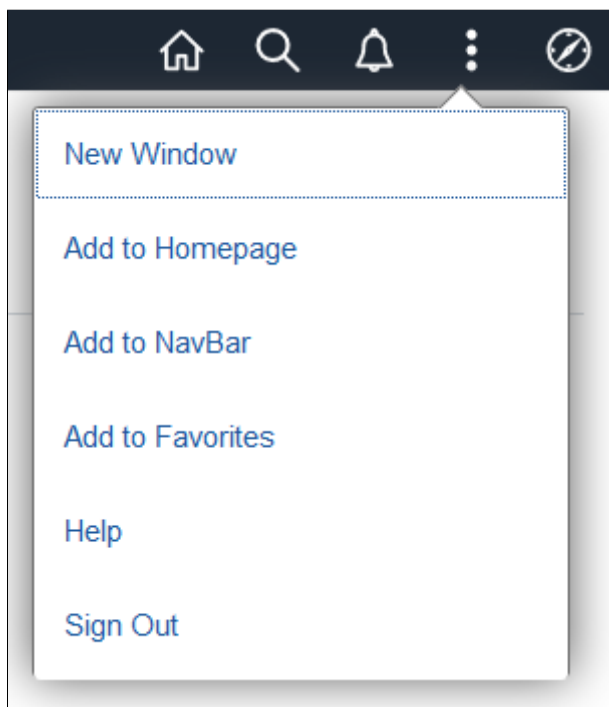 New Window
Add to Homepage
Add to NavBar
Add to Favorites
Help
Sign Out